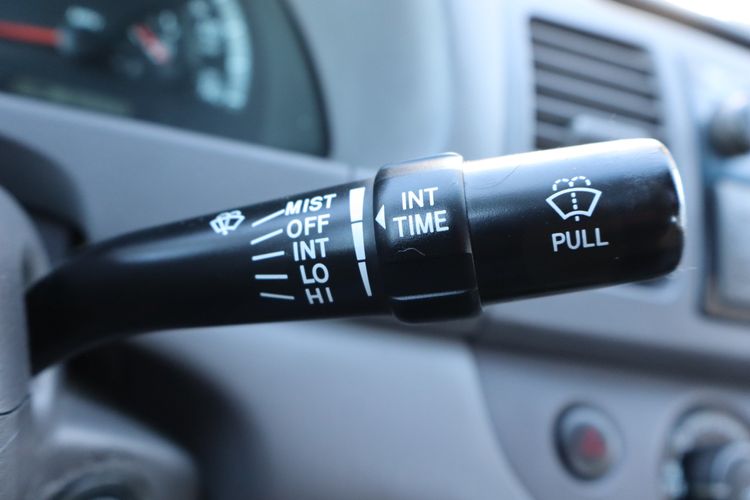 MIST
OFF
INT
LO
HI
INT
TIME
PULL